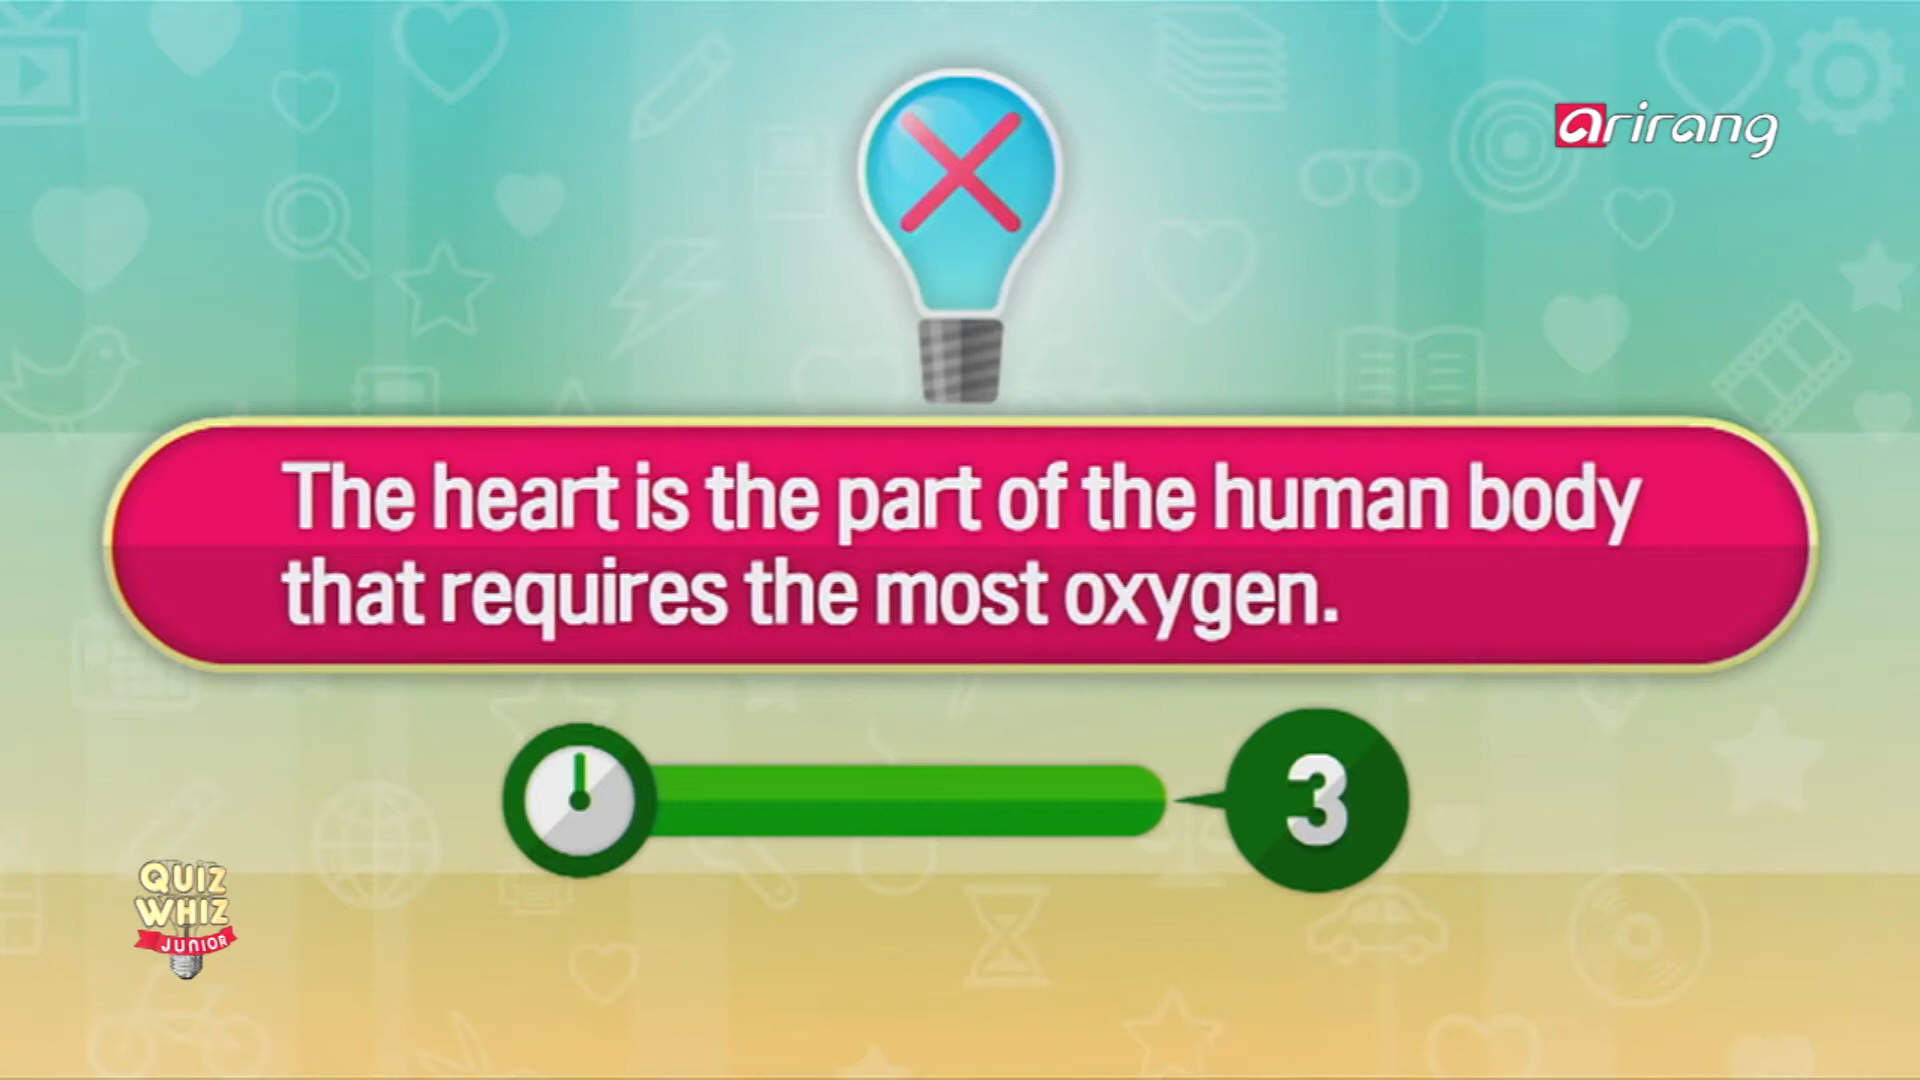 arirang
The heart is the part of the human body
that requires the most oxygen.
3
QUIZ
WHIZ
JUNIOR